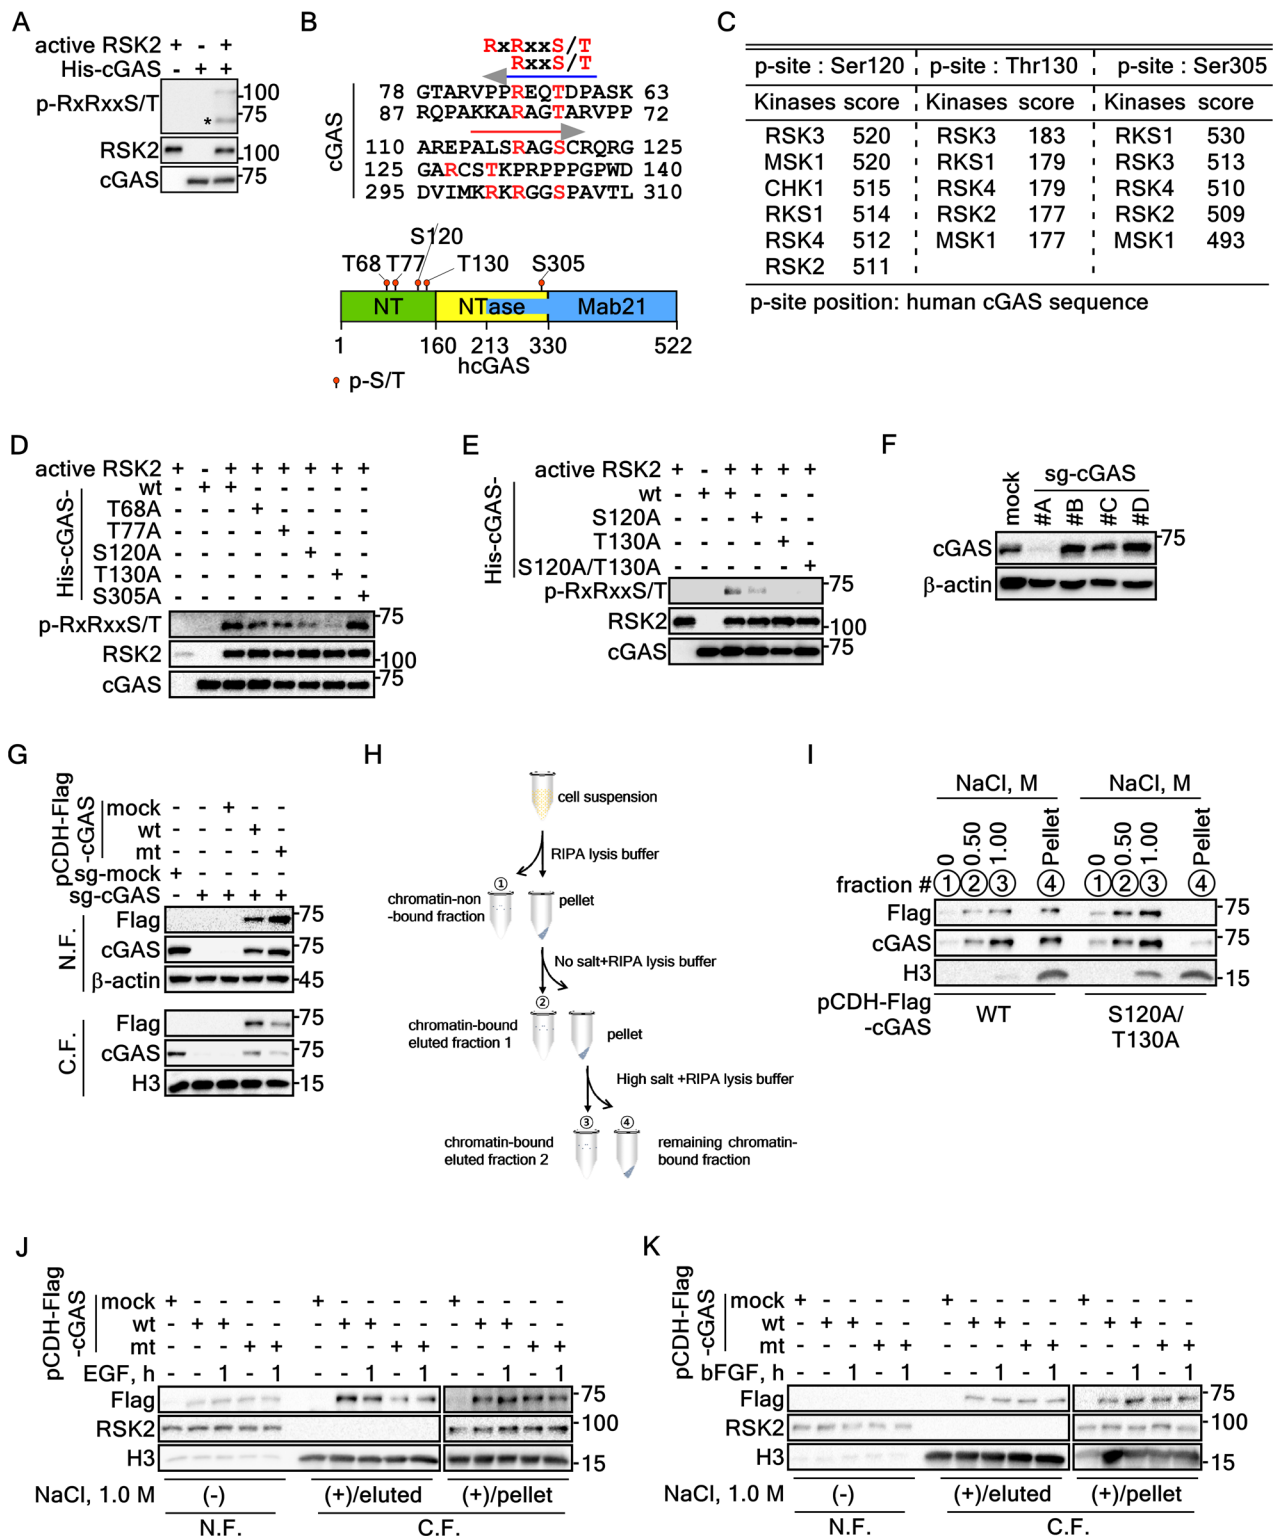 A
active RSK2 + - +
His-cGAS - + +
p-RxRxxS/T
-100
75
*
RSK2
-100
cGAS
-75
B
RxRxxS/T
RxxS/T
cGAS
78 GTARVPPREQTDPASK 63
87 RQPAKKARAGTARVPP 72
110 AREPALSRAGSCRQRG 125
125 GARCSTKPRPPPGPWD 140
295 DVIMKRKRGGSPAVTL 310
S120
T68 T77 T130 S305
NT NTase Mab21
1 160 213 330 522
hcGAS
p-S/T
C
p-site : Ser120 p-site : Thr130 p-site : Ser305
Kinases score Kinases score Kinases score
RSK3 520 RSK3 183 RKS1 530
MSK1 520 RKS1 179 RSK3 513
CHK1 515 RSK4 179 RSK4 510
RKS1 514 RSK2 177 RSK2 509
RSK4 512 MSK1 177 MSK1 493
RSK2 511
p-site position: human cGAS sequence
D
active RSK2 + - + + + + + +
His-cGAS-
wt - + + - - - - -
T68A - - - + - - - -
T77A - - - - + - - -
S120A - - - - - + - -
T130A - - - - - - + -
S305A - - - - - - - +
p-RxRxxS/T
-75
RSK2
-100
cGAS
-75
E
active RSK2 + - + + + +
His-cGAS-
wt - + + - - -
S120A - - - + - -
T130A - - - - + -
S120A/T130A - - - - - +
p-RxRxxS/T
-75
RSK2
-100
cGAS
-75
F
sg-cGAS
mock #A #B #C #D
cGAS
-75
β-actin
G
pCDH-Flag
-cGAS
mock - - + - -
wt - - - + -
mt - - - - +
sg-mock + - - - -
sg-cGAS - + + + +
N.F.
Flag -75
cGAS -75
β-actin -45
C.F.
Flag -75
cGAS -75
H3 -15
H
cell suspension
RIPA lysis buffer
①
chromatin-non
-bound fraction
pellet
No salt+RIPA lysis buffer
②
chromatin-bound
eluted fraction 1
pellet
High salt +RIPA lysis buffer
③ ④
chromatin-bound
eluted fraction 2
remaining chromatin-
bound fraction
I
NaCl, M NaCl, M
0 0.50 1.00 Pellet 0 0.50 1.00 Pellet
fraction # ① ② ③ ④ ① ② ③ ④
Flag -75
cGAS -75
H3 -15
pCDH-Flag
-cGAS
WT
S120A/
T130A
J
pCDH-Flag
-cGAS
mock + - - - - + - - - - + - - - -
wt - + + - - - + + - - - + + - -
mt - - - + + - - - + + - - - + +
EGF, h - - 1 - 1 - - 1 - 1 - - 1 - 1
Flag -75
RSK2 -100
H3 -15
NaCl, 1.0 M (-) (+)/eluted (+)/pellet
N.F. C.F.
K
pCDH-Flag
-cGAS
mock + - - - - + - - - - + - - - -
wt - + + - - - + + - - - + + - -
mt - - - + + - - - + + - - - + +
bFGF, h - - 1 - 1 - - 1 - 1 - - 1 - 1
Flag -75
RSK2 -100
H3 -15
NaCl, 1.0 M (-) (+)/eluted (+)/pellet
N.F. C.F.